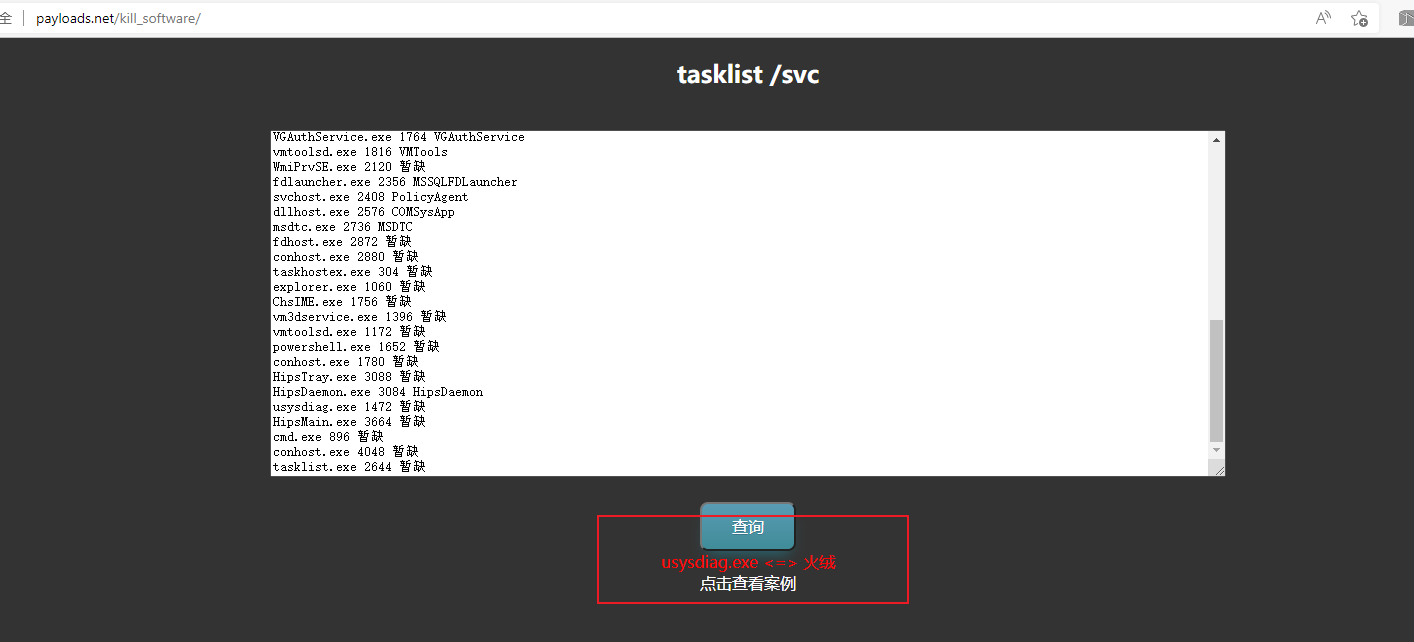 全 payloads.net/kill_software/
tasklist /svc
VGAuthService.exe 1764 VGAuthService
vmtoolsd.exe 1816 VMTools
WmiPrvSE.exe 2120 暂缺
fdlauncher.exe 2356 MSSQLFDLauncher
svchost.exe 2408 PolicyAgent
dllhost.exe 2576 COMSysApp
msdtc.exe 2736 MSDTC
fdhost.exe 2872 暂缺
conhost.exe 2880 暂缺
taskhostex.exe 304 暂缺
explorer.exe 1060 暂缺
ChsIME.exe 1756 暂缺
vm3dservice.exe 1396 暂缺
vmtoolsd.exe 1172 暂缺
powershell.exe 1652 暂缺
conhost.exe 1780 暂缺
HipsTray.exe 3088 暂缺
HipsDaemon.exe 3084 HipsDaemon
usysdiag.exe 1472 暂缺
HipsMain.exe 3664 暂缺
cmd.exe 896 暂缺
conhost.exe 4048 暂缺
tasklist.exe 2644 暂缺
查询
usysdiag.exe <=> 火绒
点击查看案例